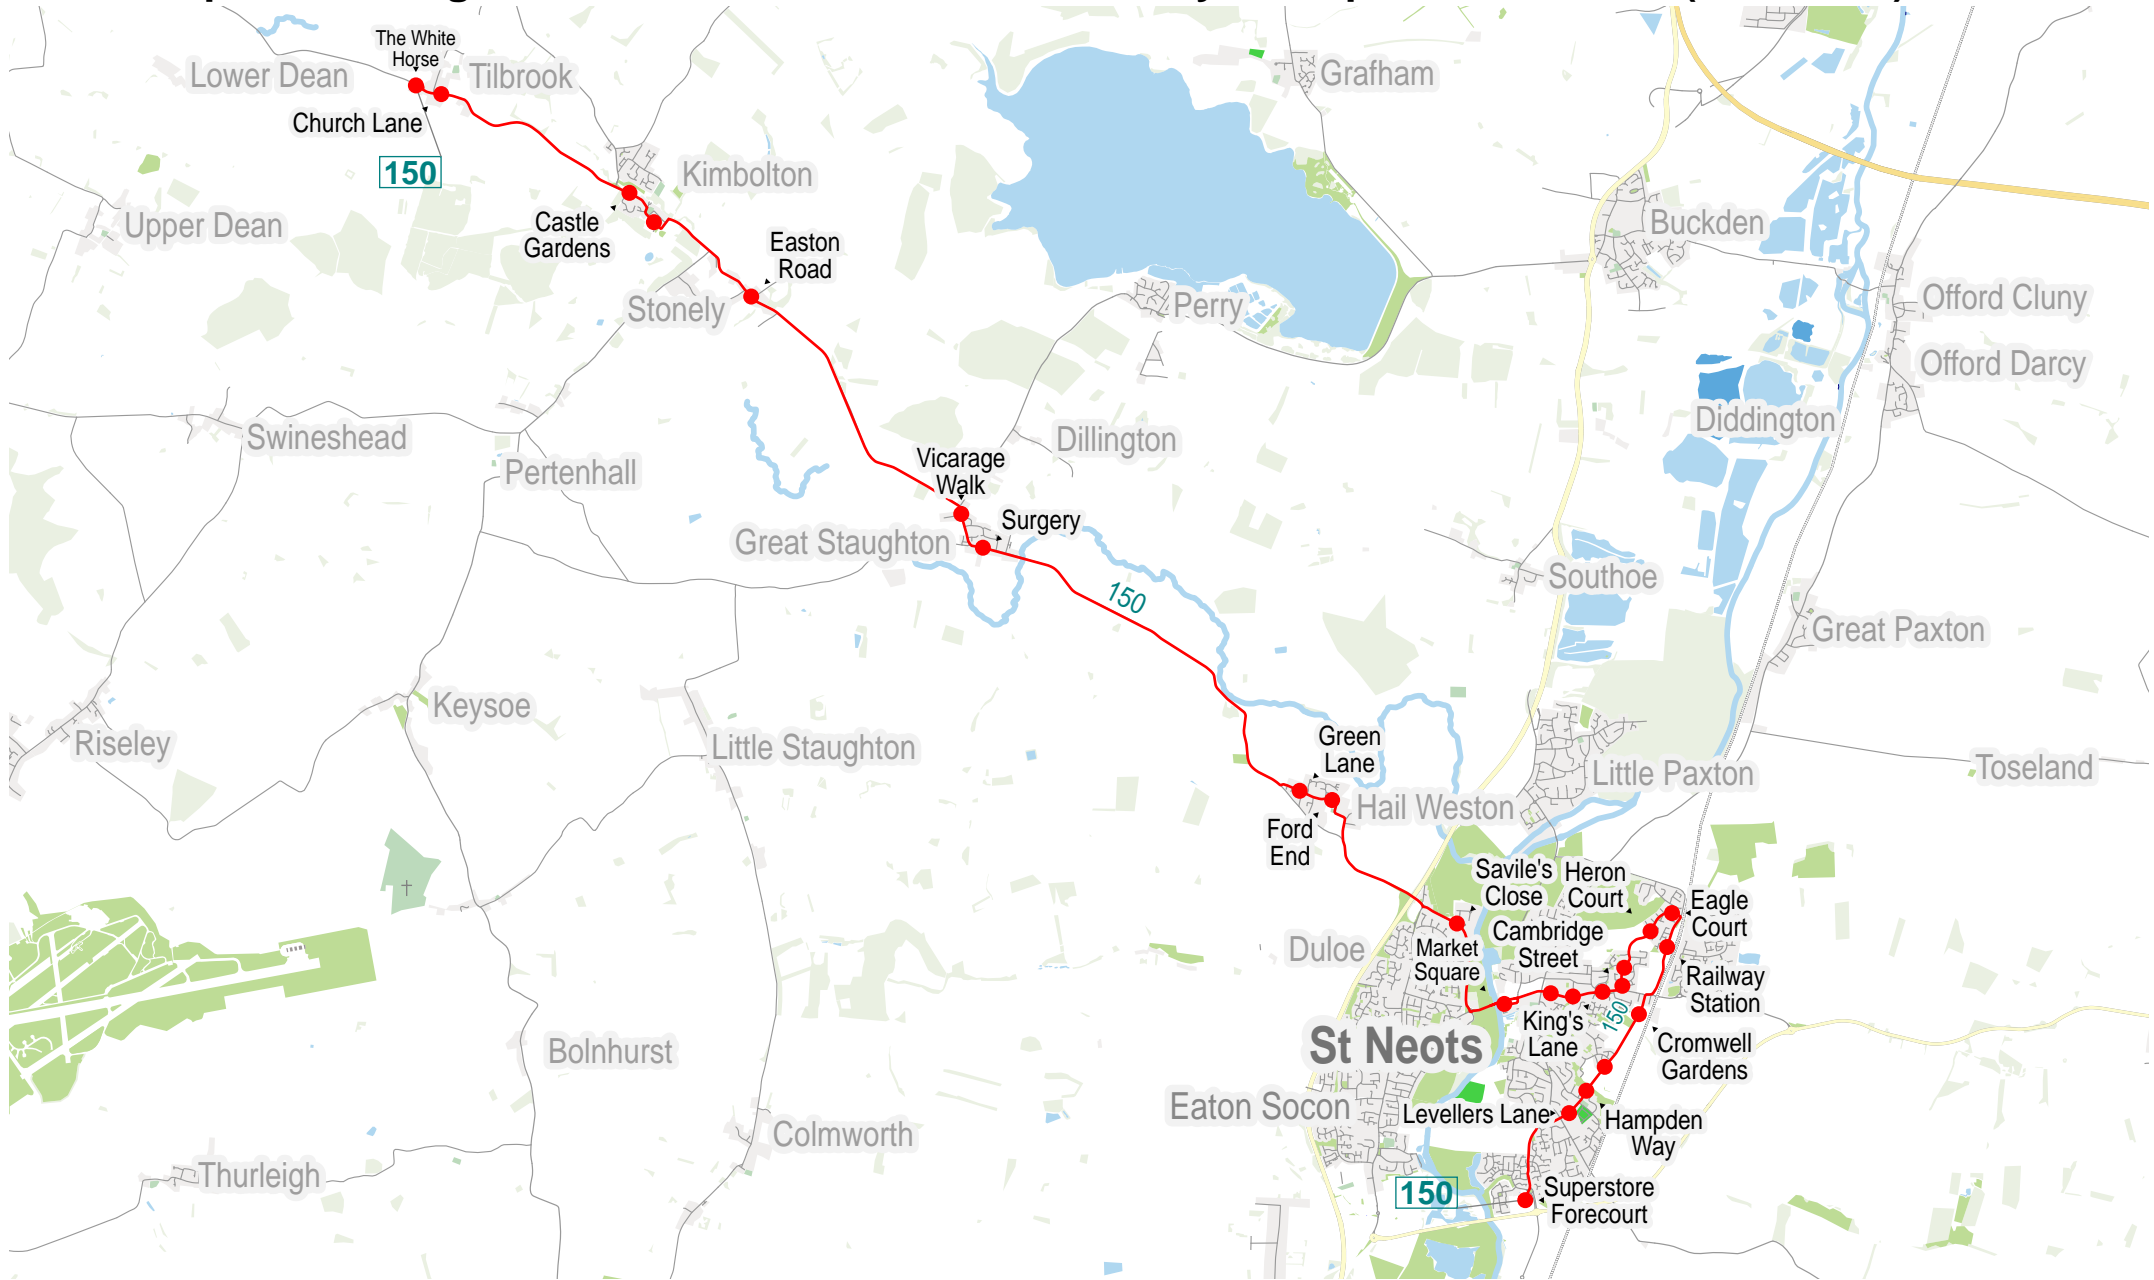 The White
Horse
Lower Dean
Tilbrook
Church Lane
150
Kimbolton
Upper Dean
Castle
Gardens
Easton
Road
Stonely
Grafham
Perry
Buckden
Offord Cluny
Offord Darcy
Diddington
Swineshead
Pertenhall
Dillington
Vicarage
Walk
Surgery
Great Staughton
150
Southoe
Great Paxton
Keysoe
Riseley
Little Staughton
Green
Lane
Hail Weston
Ford
End
Little Paxton
Toseland
Savile's
Close
Heron
Court
Eagle
Court
Cambridge
Street
Market
Square
Duloe
Railway
Station
King's
Lane
150
St Neots
Cromwell
Gardens
Bolnhurst
Eaton Socon
Levellers Lane
Hampden
Way
Colmworth
Thurleigh
150
Superstore
Forecourt